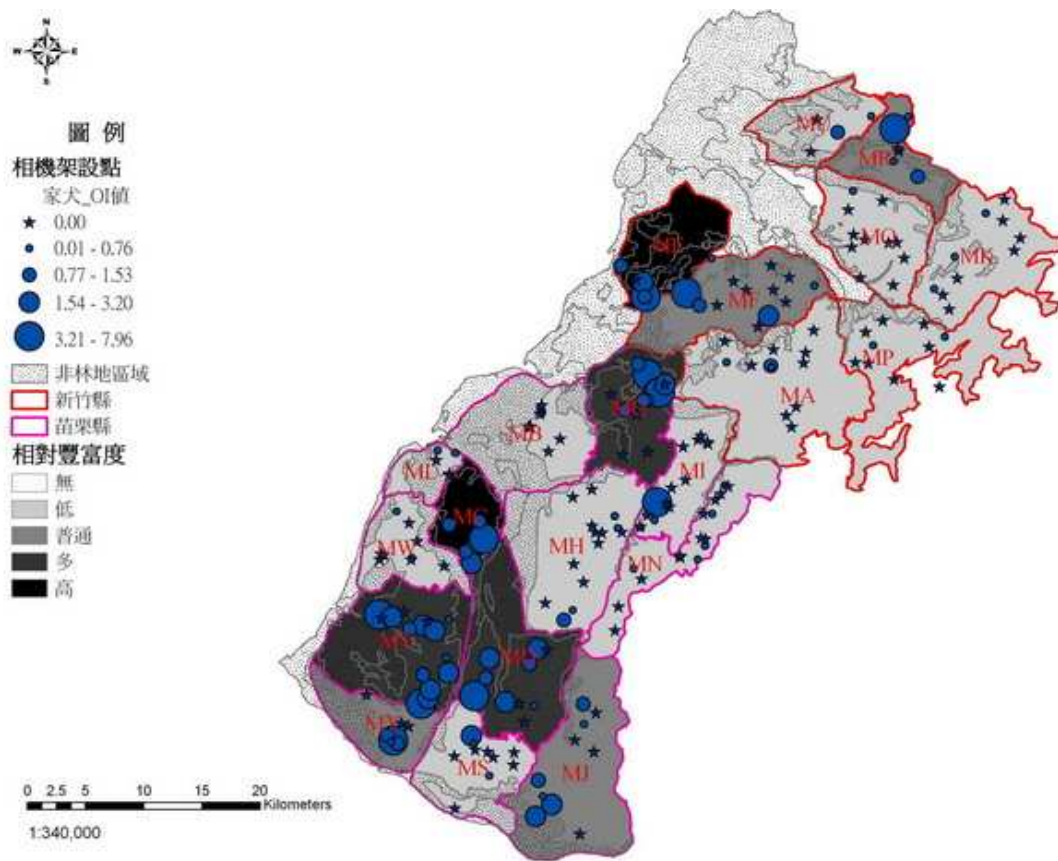 N
W E
S
圖 例
相機架設點
家犬_OI值
0.00
0.01 - 0.76
0.77 - 1.53
1.54 - 3.20
3.21 - 7.96
非林地區域
新竹縣
苗栗縣
相對豐富度
無
低
普通
多
高
MR
MO
MK
MF
MP
MA
MB
MI
MD
MC
MW
MH
MN
MS
MJ
0 2.5 5 10 15 20
Kilometers
1:340,000